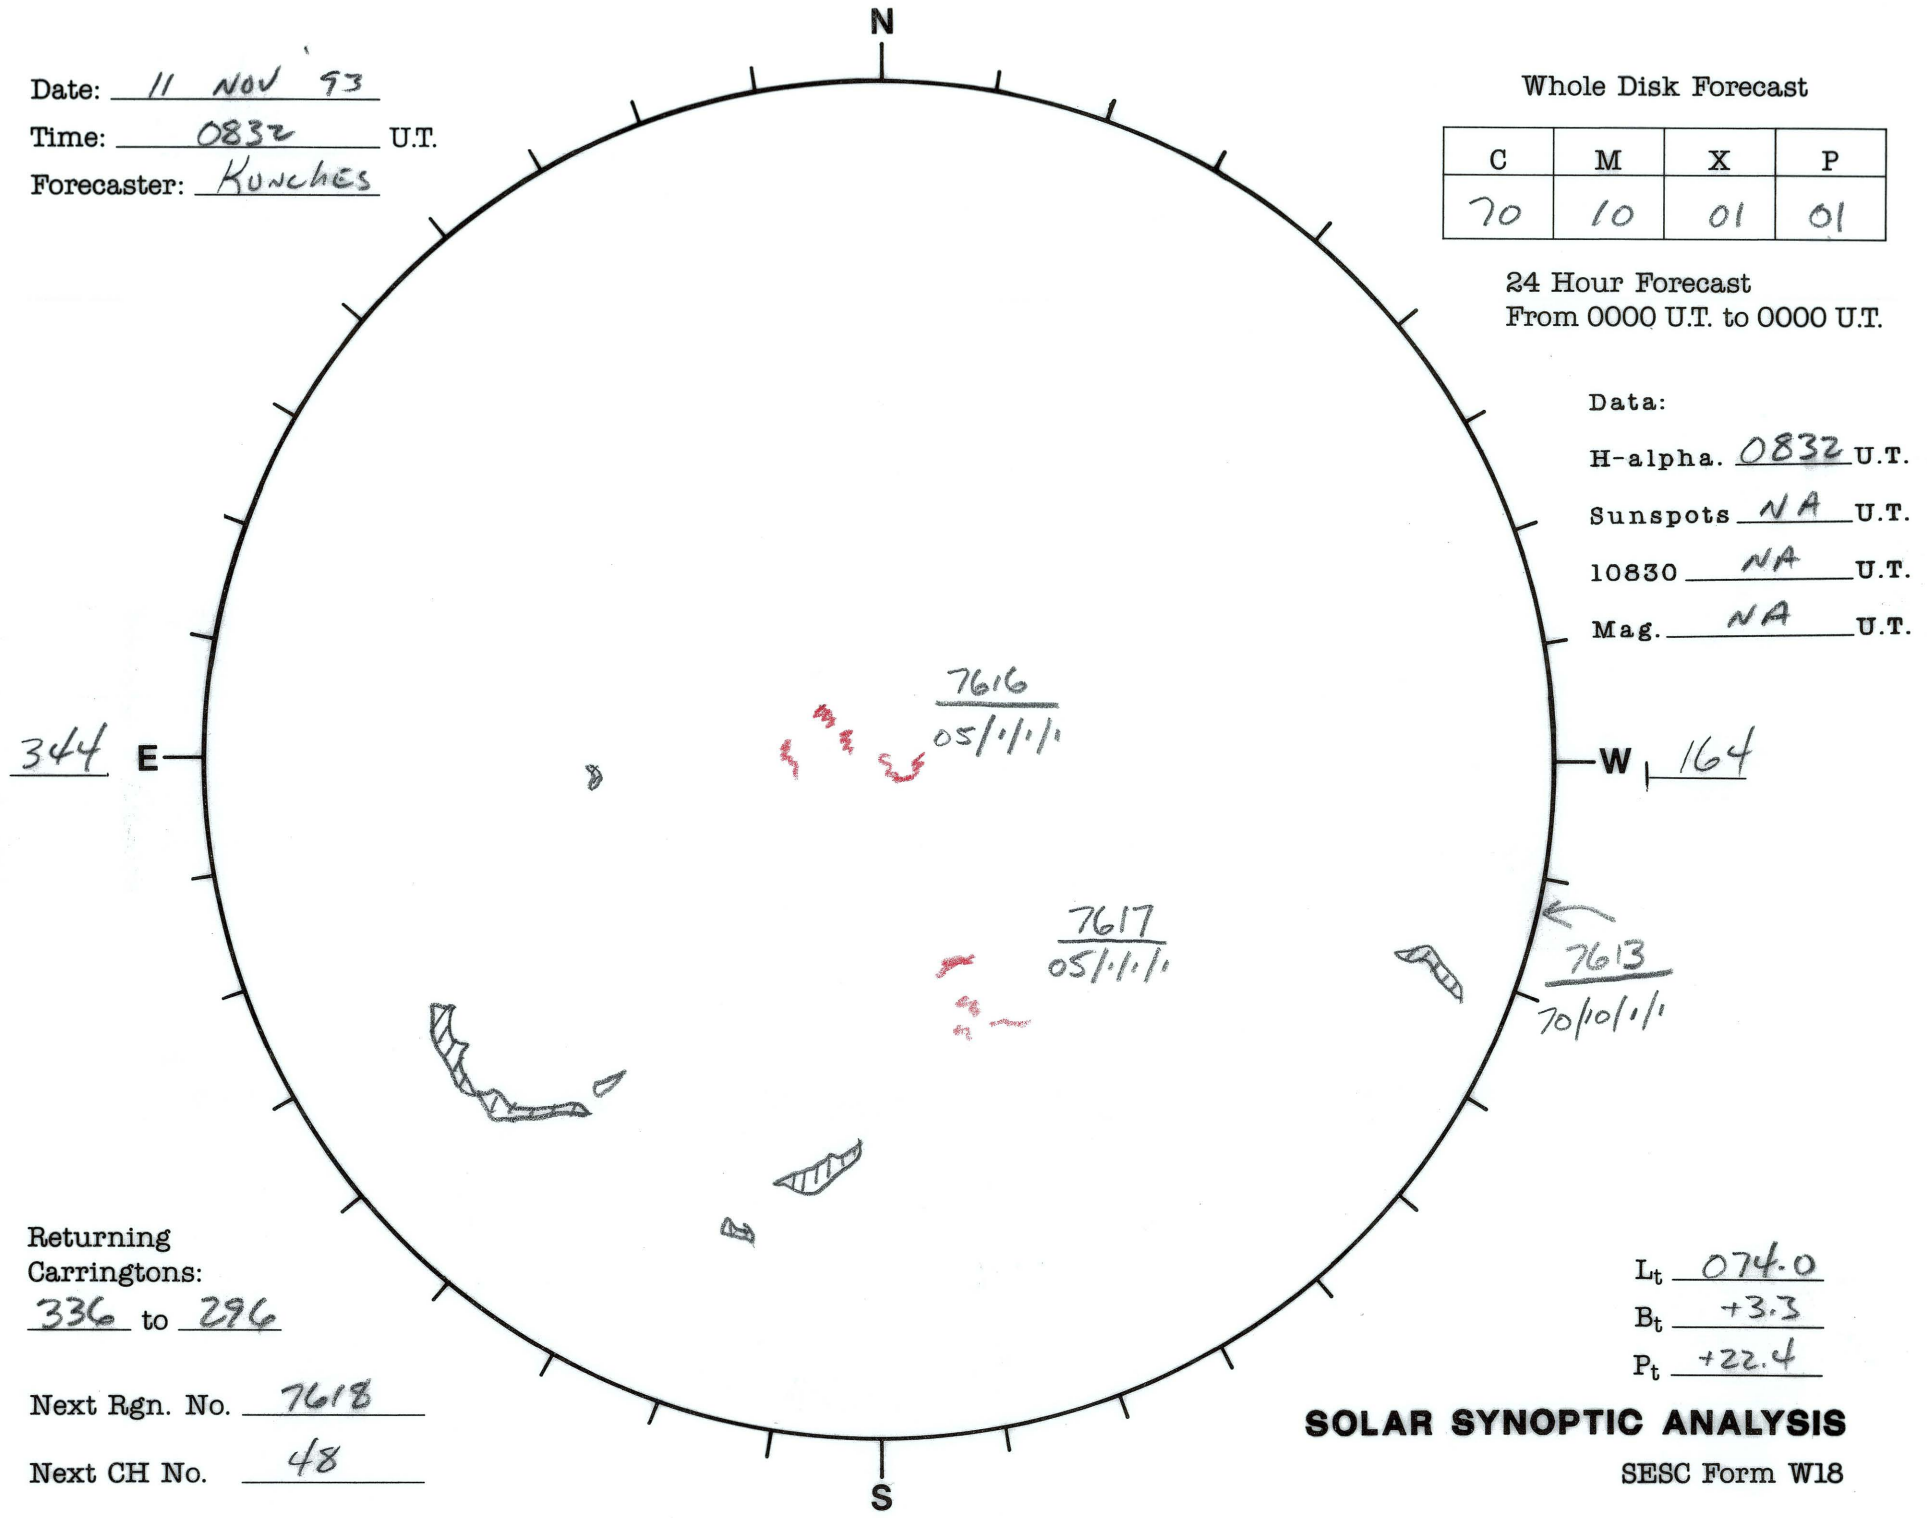 N
Date: 11 NOV '93
Time: 0832 U.T.
Forecaster: KUNCHES
Whole Disk Forecast
C M X P
70 10 01 01
24 Hour Forecast
From 0000 U.T. to 0000 U.T.
Data:
H-alpha. 0832 U.T.
Sunspots NA U.T.
10830 NA U.T.
Mag. NA U.T.
7616
05/1/1/1
344 E
W 164
7617
05/1/1/1
7613
70/10/1/1
Returning
Carringtons:
336 to 296
Next Rgn. No. 7618
Next CH No. 48
Lt 074.0
Bt +3.3
Pt +22.4
SOLAR SYNOPTIC ANALYSIS
SESC Form W18
S